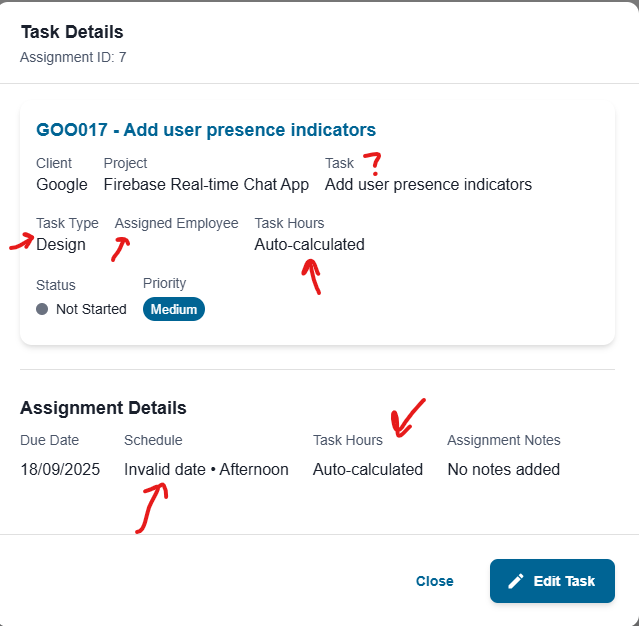 Task Details
Assignment ID: 7
GOO017 - Add user presence indicators
Client Project Task ?
Google Firebase Real-time Chat App Add user presence indicators
Task Type Assigned Employee Task Hours
Design Auto-calculated
Status Priority
Not Started Medium
Assignment Details
Due Date Schedule Task Hours Assignment Notes
18/09/2025 Invalid date • Afternoon Auto-calculated No notes added
Close Edit Task